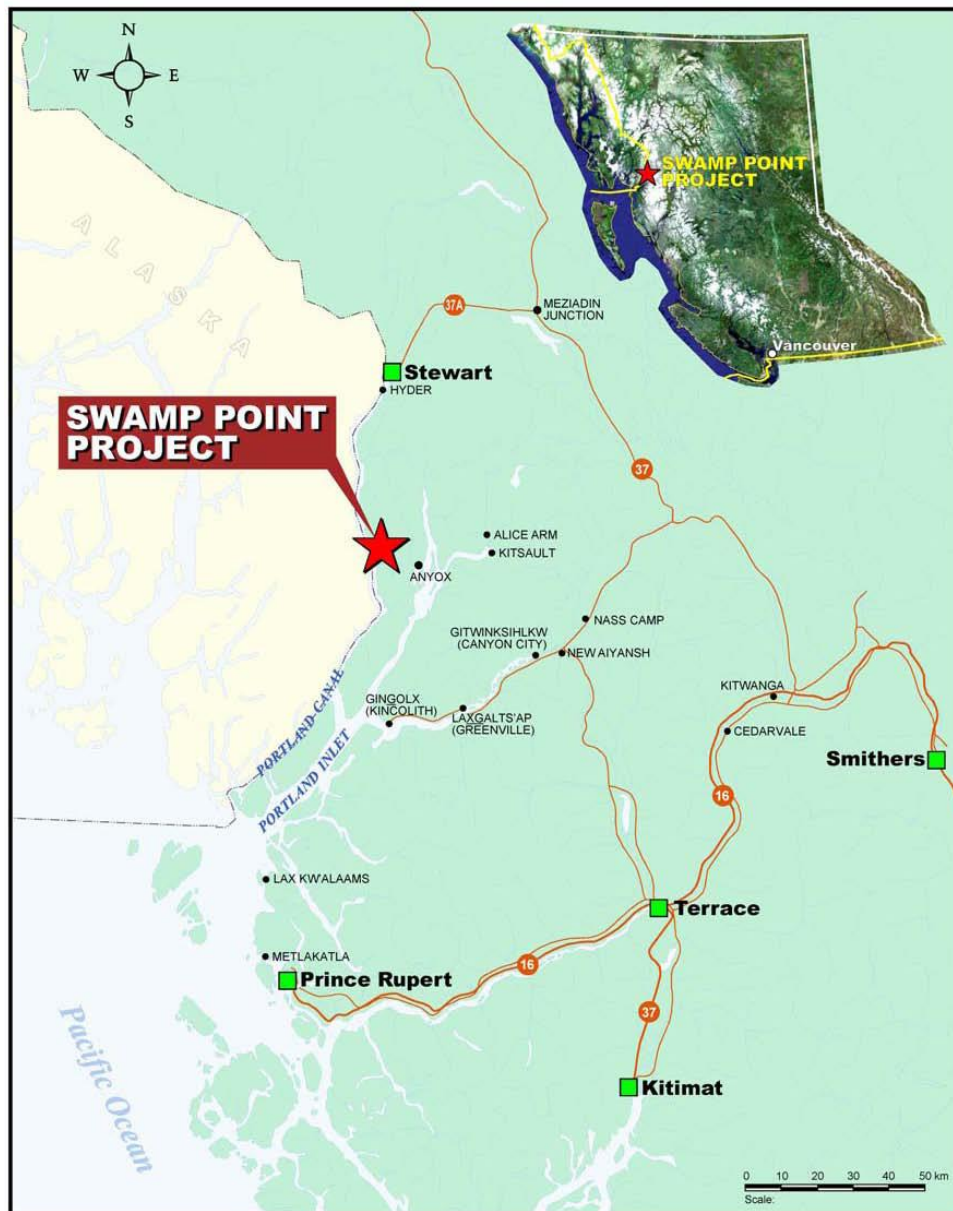 N
W
E
S
SWAMP POINT
PROJECT
Vancouver
ALASKA
37A
MEZIADIN
JUNCTION
Stewart
HYDER
SWAMP POINT
PROJECT
37
ALICE ARM
KITSAULT
ANYOX
NASS CAMP
GITWINKSIHLKW
(CANYON CITY)
NEW AIYANSH
PORTLAND CANAL
GINGOLX
(KINCOLITH)
LAXGALTS'AP
(GREENVILLE)
KITWANGA
CEDARVALE
Smithers
PORTLAND INLET
16
LAX KW'ALAAMS
Terrace
METLAKATLA
16
Prince Rupert
37
Pacific Ocean
Kitimat
0 10 20 30 40 50 km
Scale: